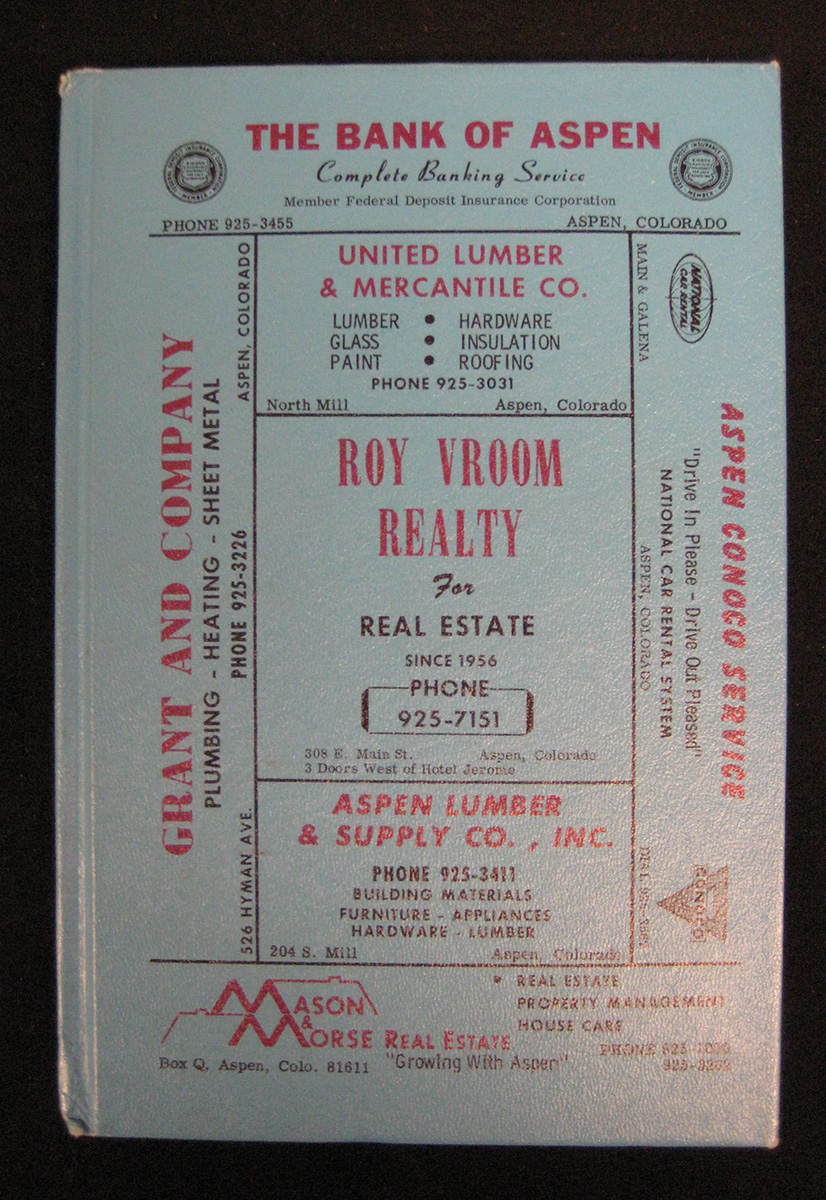 THE BANK OF ASPEN
Complete Banking Service
Member Federal Deposit Insurance Corporation
PHONE 925-3455 ASPEN, COLORADO
GRANT AND COMPANY
PLUMBING - HEATING - SHEET METAL
PHONE 925-3226
526 HYMAN AVE. ASPEN, COLORADO
UNITED LUMBER
& MERCANTILE CO.
LUMBER • HARDWARE
GLASS • INSULATION
PAINT • ROOFING
PHONE 925-3031
North Mill Aspen, Colorado
ROY VROOM
REALTY
For
REAL ESTATE
SINCE 1956
PHONE
925-7151
308 E. Main St. Aspen, Colorado
3 Doors West of Hotel Jerome
ASPEN LUMBER
& SUPPLY CO. , INC.
PHONE 925-3411
BUILDING MATERIALS
FURNITURE - APPLIANCES
HARDWARE - LUMBER
204 S. Mill Aspen, Colorado
NATIONAL
CAR RENTAL
ASPEN CONOCO SERVICE
"Drive In Please - Drive Out Pleased"
NATIONAL CAR RENTAL SYSTEM
MAIN & GALENA ASPEN, COLORADO
CONOCO
MASON
& MORSE REAL ESTATE
Box Q, Aspen, Colo. 81611 "Growing With Aspen"
• REAL ESTATE
PROPERTY MANAGEMENT
HOUSE CARE
PHONE